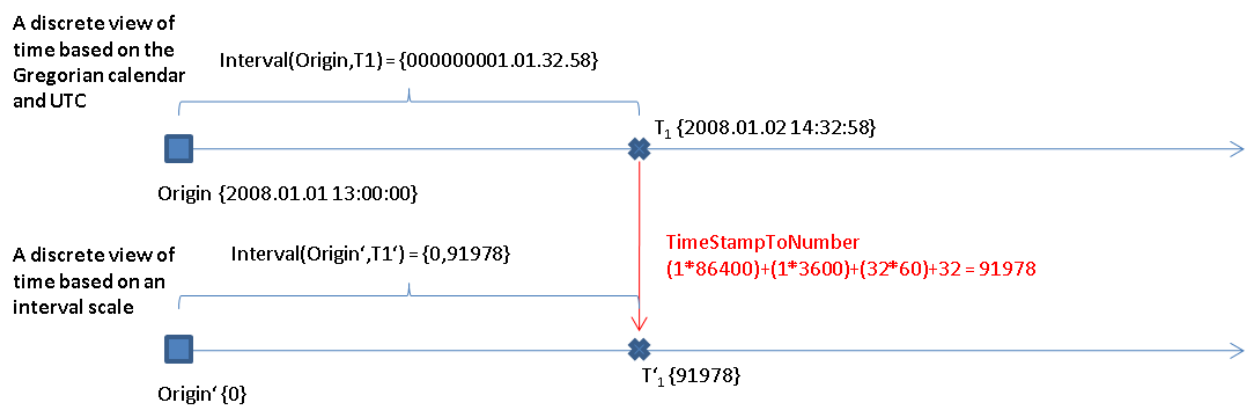 A discrete view of
time based on the
Gregorian calendar
and UTC
Interval(Origin,T1) = {000000001.01.32.58}
T1 {2008.01.02 14:32:58}
Origin {2008.01.01 13:00:00}
A discrete view of
time based on an
interval scale
Interval(Origin‘,T1‘) = {0,91978}
TimeStampToNumber
(1*86400)+(1*3600)+(32*60)+32 = 91978
T‘1 {91978}
Origin‘ {0}